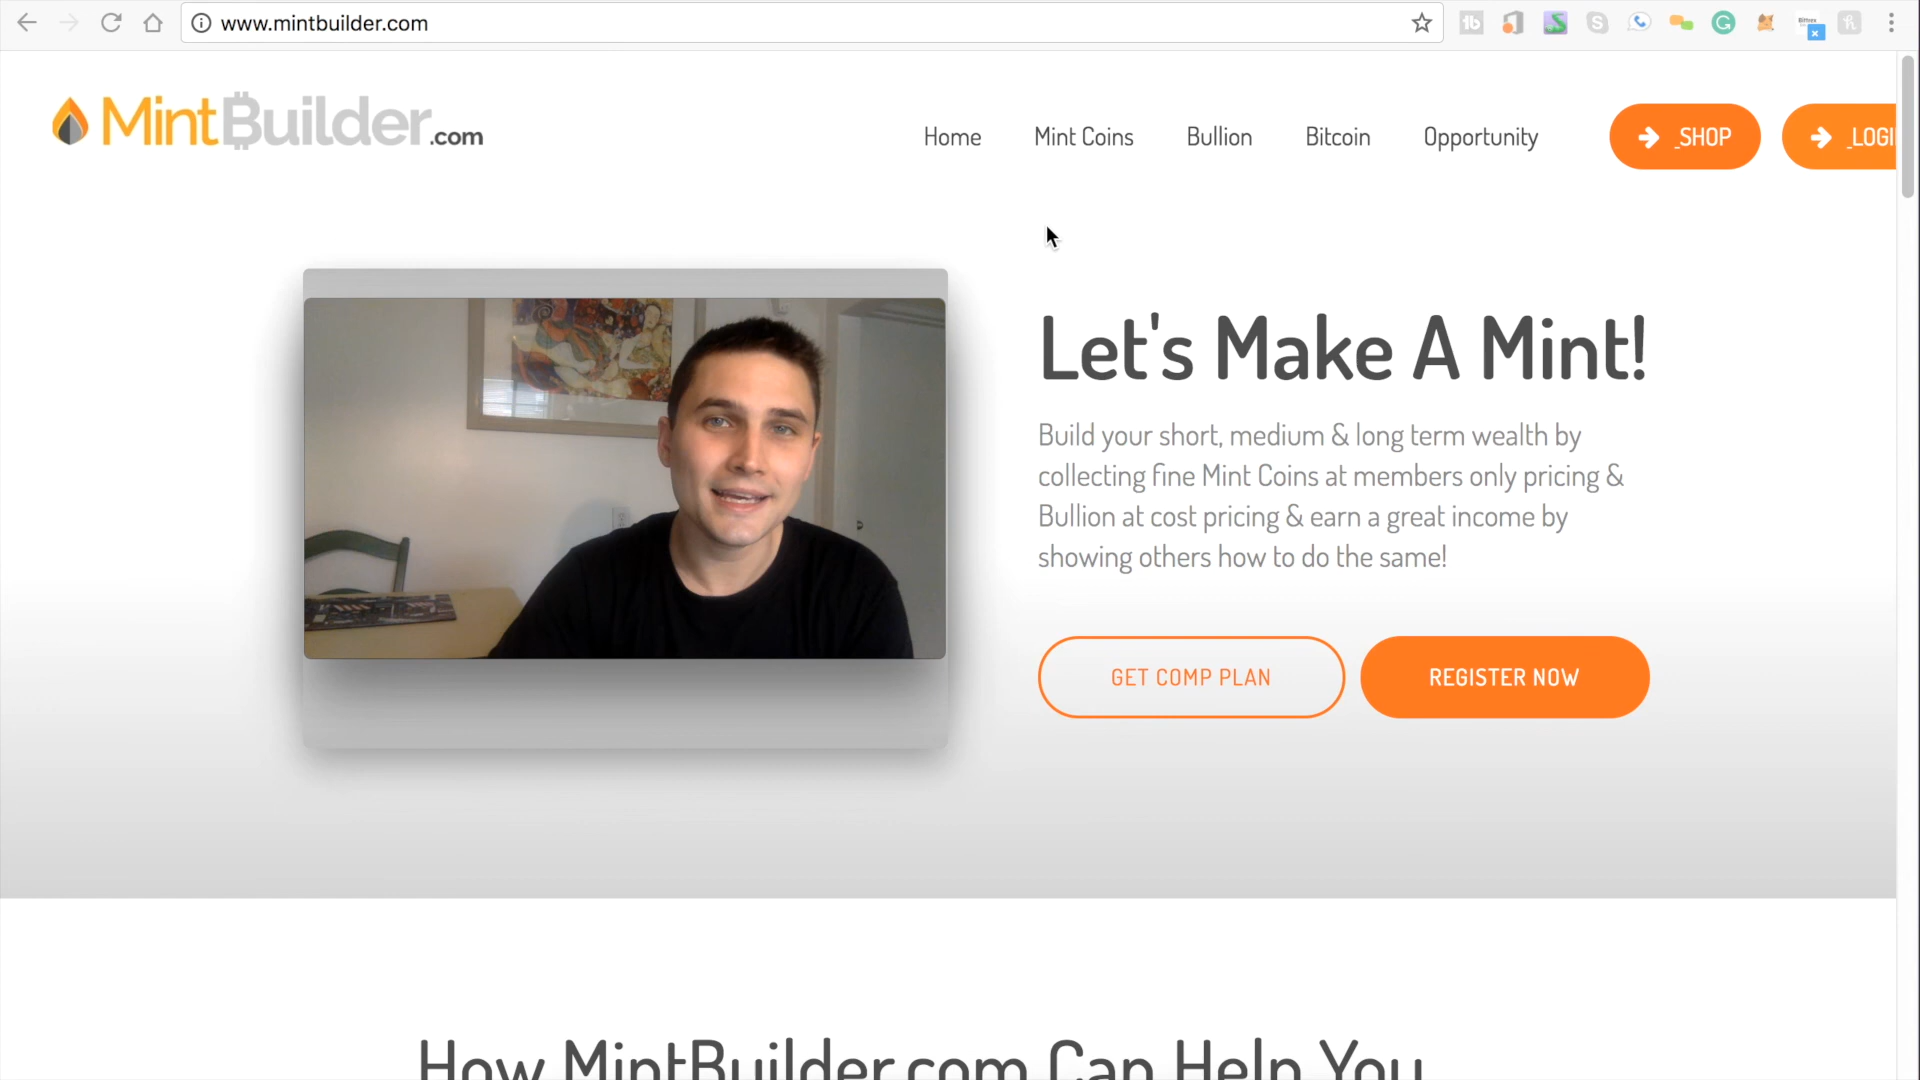 www.mintbuilder.com
MintBuilder.com
Home
Mint Coins
Bullion
Bitcoin
Opportunity
_SHOP
_LOGI
Let's Make A Mint!
Build your short, medium & long term wealth by
collecting fine Mint Coins at members only pricing &
Bullion at cost pricing & earn a great income by
showing others how to do the same!
GET COMP PLAN
REGISTER NOW
How MintBuilder.com Can Help You